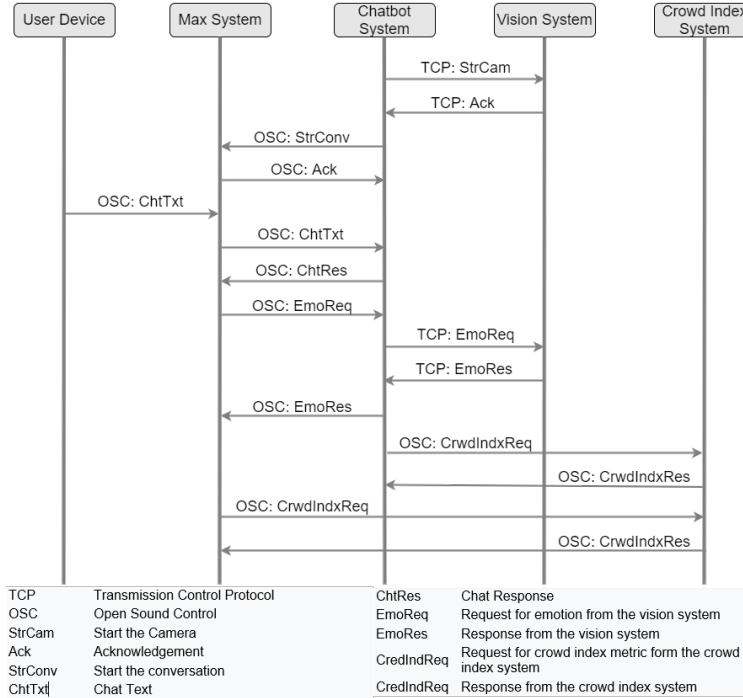 User Device
Max System
Chatbot
System
Vision System
Crowd Index
System
TCP: StrCam
TCP: Ack
OSC: StrConv
OSC: Ack
OSC: ChtTxt
OSC: ChtTxt
OSC: ChtRes
OSC: EmoReq
TCP: EmoReq
TCP: EmoRes
OSC: EmoRes
OSC: CrwdIndxReq
OSC: CrwdIndxRes
OSC: CrwdIndxReq
OSC: CrwdIndxRes
TCP Transmission Control Protocol
OSC Open Sound Control
StrCam Start the Camera
Ack Acknowledgement
StrConv Start the conversation
ChtTxt Chat Text
ChtRes Chat Response
EmoReq Request for emotion from the vision system
EmoRes Response from the vision system
CredIndReq Request for crowd index metric form the crowd
index system
CredIndReq Response from the crowd index system